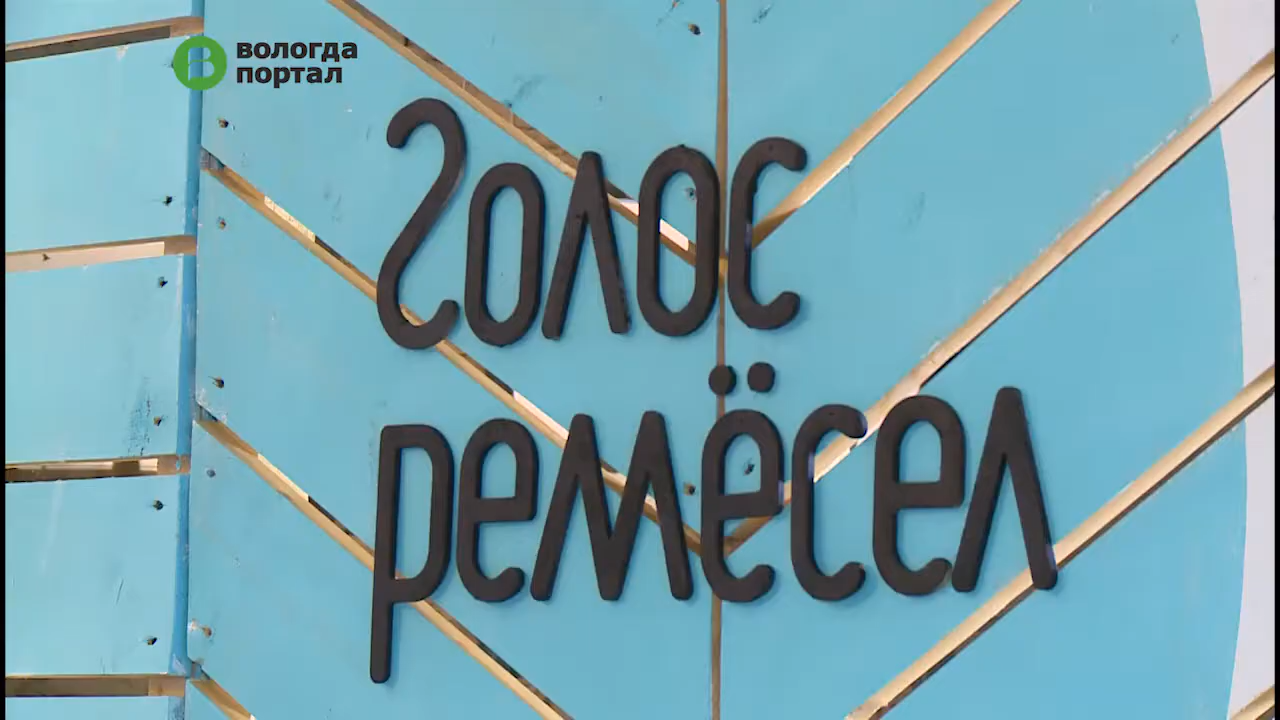 вологда
портал
голос
ремёсел